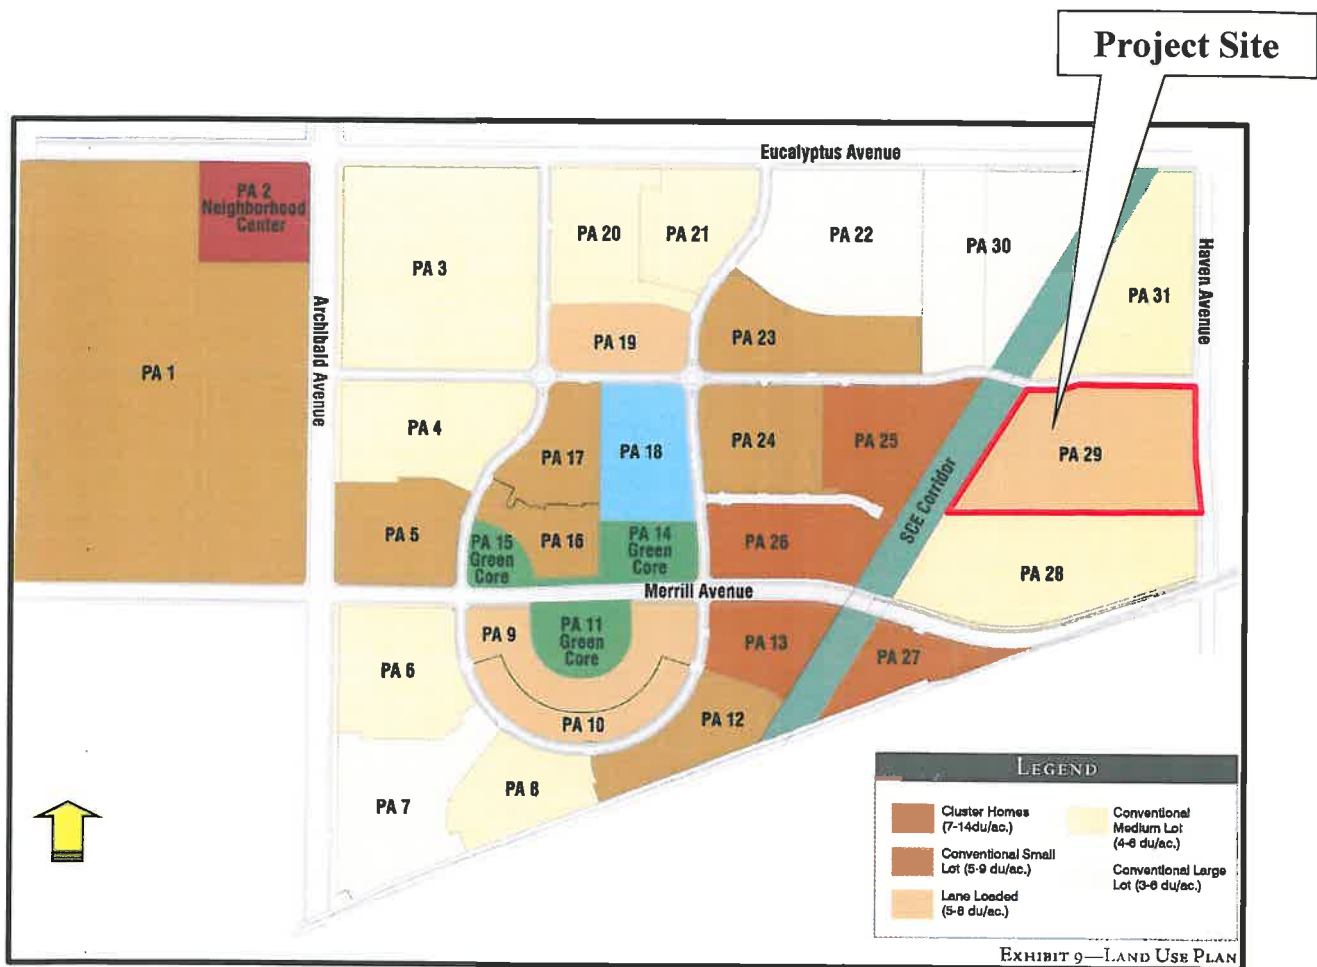 Project Site
Eucalyptus Avenue
PA 2
Neighborhood
Center
PA 20
PA 21
PA 22
PA 30
PA 3
PA 31
Haven Avenue
Archibald Avenue
PA 19
PA 23
PA 1
PA 4
PA 17
PA 18
PA 24
PA 25
PA 29
SCE Corridor
PA 5
PA 15
Green
Core
PA 16
PA 14
Green
Core
PA 26
PA 28
Merrill Avenue
PA 9
PA 11
Green
Core
PA 13
PA 27
PA 6
PA 10
PA 12
PA 7
PA 8
LEGEND
Cluster Homes
(7-14du/ac.)
Conventional Small
Lot (5-9 du/ac.)
Lane Loaded
(5-8 du/ac.)
Conventional
Medium Lot
(4-6 du/ac.)
Conventional Large
Lot (3-6 du/ac.)
EXHIBIT 9—LAND USE PLAN